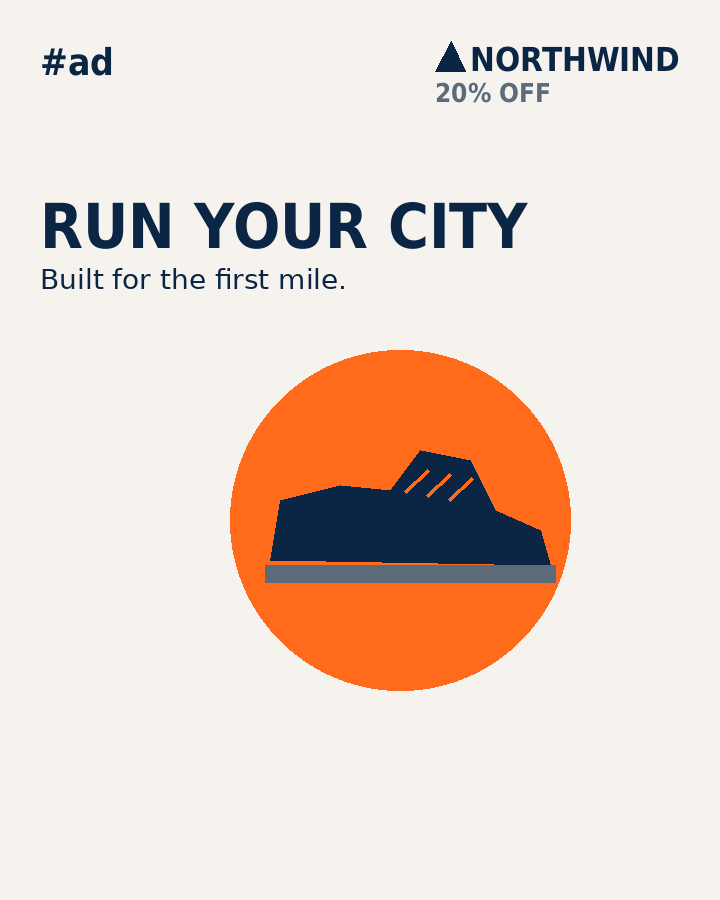 #ad
NORTHWIND
20% OFF
RUN YOUR CITY
Built for the first mile.